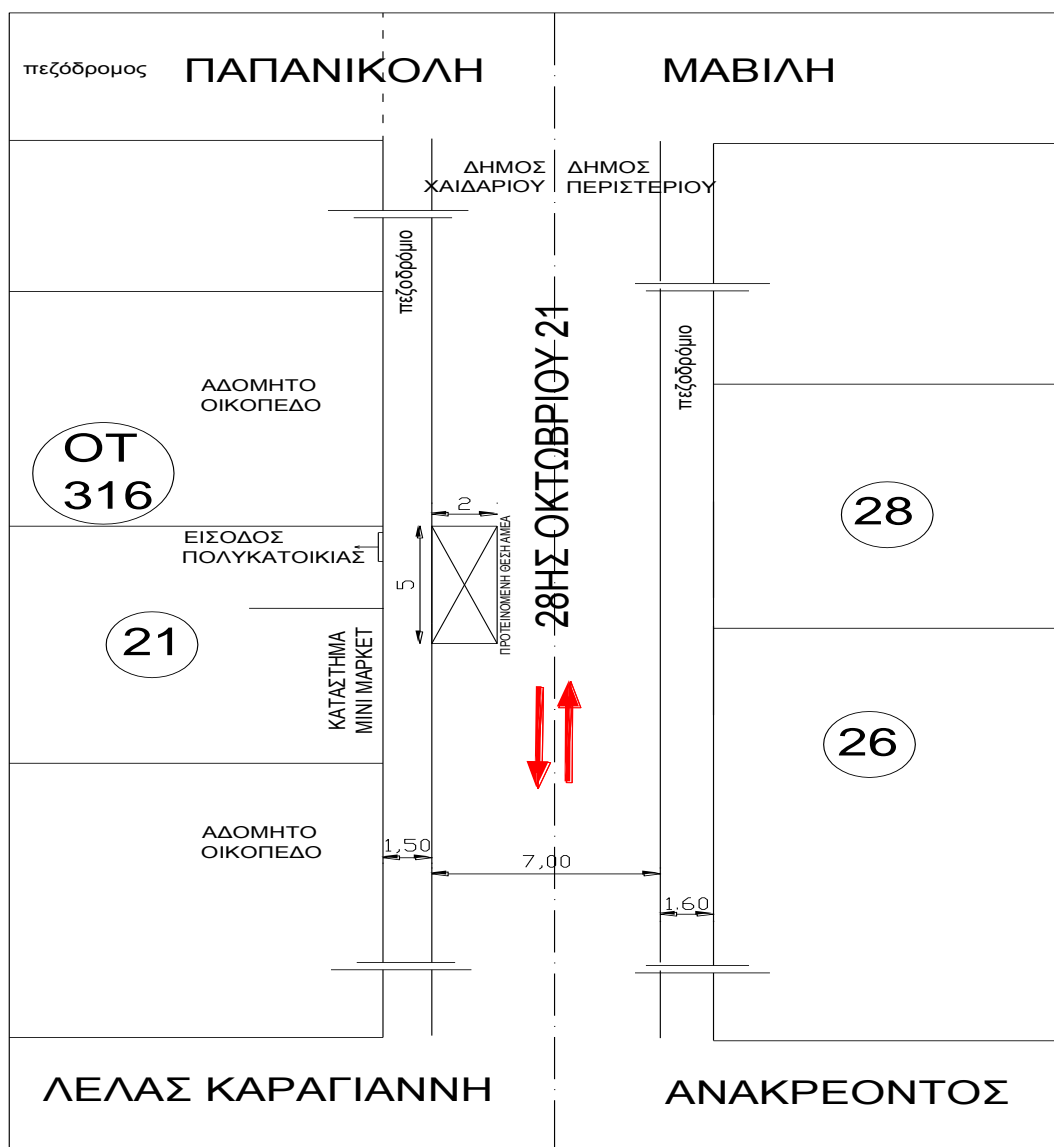 πεζόδρομος
ΠΑΠΑΝΙΚΟΛΗ
ΜΑΒΙΛΗ
ΔΗΜΟΣ
ΧΑΙΔΑΡΙΟΥ
ΔΗΜΟΣ
ΠΕΡΙΣΤΕΡΙΟΥ
πεζοδρόμιο
πεζοδρόμιο
28ΗΣ ΟΚΤΩΒΡΙΟΥ 21
ΑΔΟΜΗΤΟ
ΟΙΚΟΠΕΔΟ
ΟΤ
316
28
2
ΕΙΣΟΔΟΣ
ΠΟΛΥΚΑΤΟΙΚΙΑΣ
5
ΠΡΟΤΕΙΝΟΜΕΝΗ ΘΕΣΗ ΑΜΕΑ
21
ΚΑΤΑΣΤΗΜΑ
ΜΙΝΙ ΜΑΡΚΕΤ
26
ΑΔΟΜΗΤΟ
ΟΙΚΟΠΕΔΟ
1,50
7,00
1.60
ΛΕΛΑΣ ΚΑΡΑΓΙΑΝΝΗ
ΑΝΑΚΡΕΟΝΤΟΣ